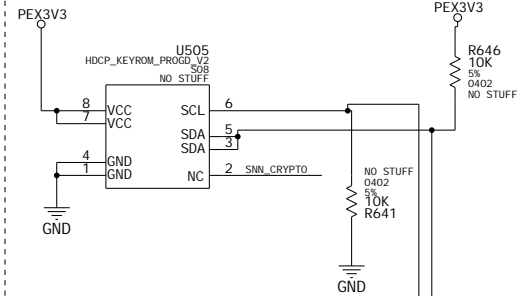 PEX3V3
PEX3V3
U505
HDCP_KEYROM_PROGD_V2
SO8
NO STUFF
R646
10K
5%
0402
NO STUFF
8 VCC
7 VCC
SCL 6
SDA 5
SDA 3
4 GND
1 GND
NC 2 SNN_CRYPTO
NO STUFF
0402
5%
10K
R641
GND
GND